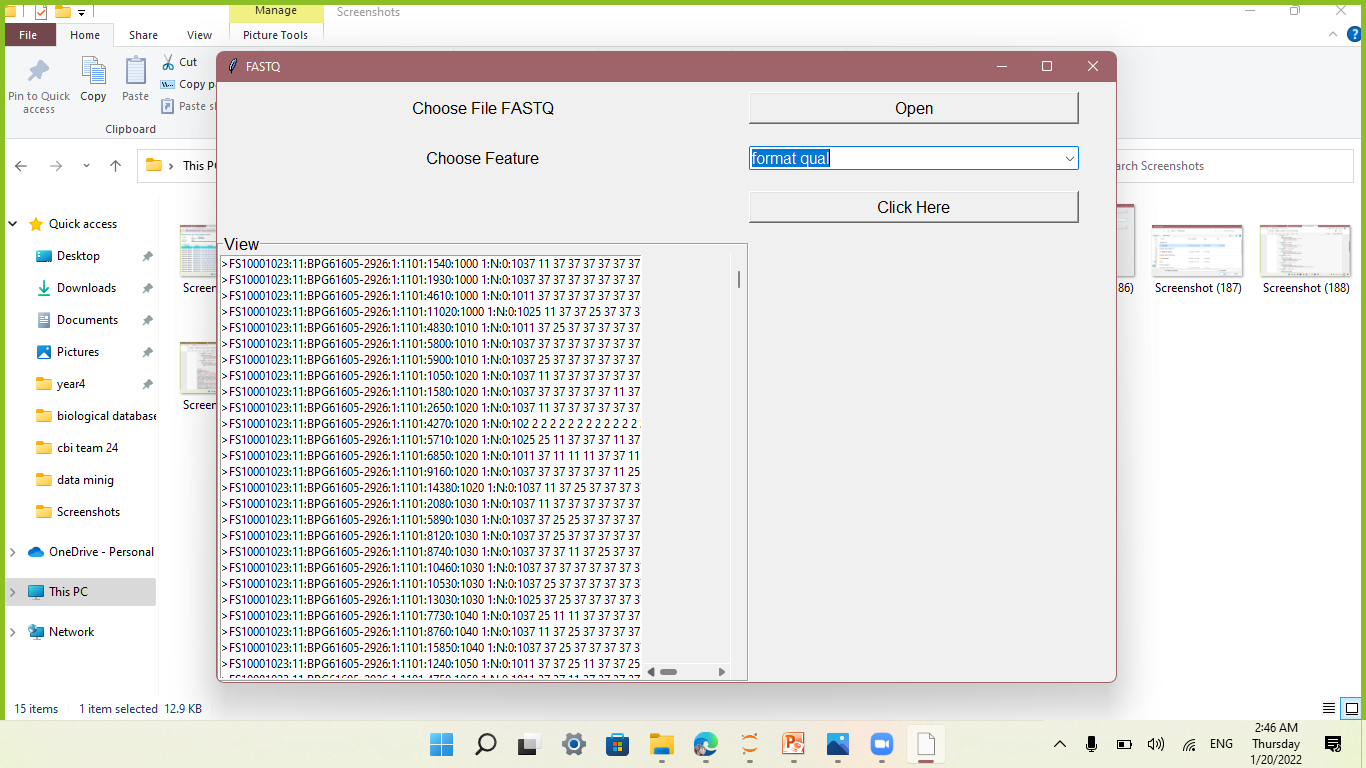 Manage
Screenshots
File
Home
Share
View
Picture Tools
Pin to Quick
access
Copy
Paste
Cut
Copy
Paste
Clipboard
FASTQ
Choose File FASTQ
Open
Choose Feature
format qual
Click Here
This PC
Screenshots
View
>FS10001023:11:BPG61605-2926:1:1101:1540:1000 1:N:0:1037 11 37 37 37 37 37 37
>FS10001023:11:BPG61605-2926:1:1101:1930:1000 1:N:0:1037 37 37 37 37 37 37 37
>FS10001023:11:BPG61605-2926:1:1101:4610:1000 1:N:0:1011 37 37 37 37 37 37 37
>FS10001023:11:BPG61605-2926:1:1101:11020:1000 1:N:0:1025 11 37 37 25 37 37 3
>FS10001023:11:BPG61605-2926:1:1101:4830:1010 1:N:0:1011 37 25 37 37 37 37 37
>FS10001023:11:BPG61605-2926:1:1101:5800:1010 1:N:0:1037 37 37 37 37 37 37 37
>FS10001023:11:BPG61605-2926:1:1101:5900:1010 1:N:0:1037 25 37 37 37 37 37 37
>FS10001023:11:BPG61605-2926:1:1101:1050:1020 1:N:0:1037 11 37 37 37 37 37 37
>FS10001023:11:BPG61605-2926:1:1101:1580:1020 1:N:0:1037 37 37 37 37 37 11 37
>FS10001023:11:BPG61605-2926:1:1101:2650:1020 1:N:0:1037 11 37 37 37 37 37 37
>FS10001023:11:BPG61605-2926:1:1101:4270:1020 1:N:0:102 2 2 2 2 2 2 2 2 2 2 2 2
>FS10001023:11:BPG61605-2926:1:1101:5710:1020 1:N:0:1025 25 11 37 37 37 11 37
>FS10001023:11:BPG61605-2926:1:1101:6850:1020 1:N:0:1011 37 11 11 11 37 37 11
>FS10001023:11:BPG61605-2926:1:1101:9160:1020 1:N:0:1037 37 37 37 37 37 11 25
>FS10001023:11:BPG61605-2926:1:1101:14380:1020 1:N:0:1037 11 37 25 37 37 37 3
>FS10001023:11:BPG61605-2926:1:1101:2080:1030 1:N:0:1037 11 37 37 37 37 37 37
>FS10001023:11:BPG61605-2926:1:1101:5890:1030 1:N:0:1037 37 25 25 37 37 37 37
>FS10001023:11:BPG61605-2926:1:1101:8120:1030 1:N:0:1037 37 25 37 37 37 37 37
>FS10001023:11:BPG61605-2926:1:1101:8740:1030 1:N:0:1037 37 37 11 37 25 37 37
>FS10001023:11:BPG61605-2926:1:1101:10460:1030 1:N:0:1037 37 37 37 37 37 37 3
>FS10001023:11:BPG61605-2926:1:1101:10530:1030 1:N:0:1037 25 37 37 37 37 37 3
>FS10001023:11:BPG61605-2926:1:1101:13030:1030 1:N:0:1025 37 25 37 37 37 37 3
>FS10001023:11:BPG61605-2926:1:1101:7730:1040 1:N:0:1037 25 11 11 37 37 37 37
>FS10001023:11:BPG61605-2926:1:1101:8760:1040 1:N:0:1037 11 37 25 37 37 37 37
>FS10001023:11:BPG61605-2926:1:1101:15850:1040 1:N:0:1037 37 25 37 37 37 37 3
>FS10001023:11:BPG61605-2926:1:1101:1240:1050 1:N:0:1011 37 37 25 11 37 37 25
Quick access
Desktop
Downloads
Documents
Pictures
year4
biological database
cbi team 24
data minig
Screenshots
OneDrive - Personal
This PC
Network
86)
Screenshot (187)
Screenshot (188)
15 items
1 item selected 12.9 KB
ENG
2:46 AM
Thursday
1/20/2022